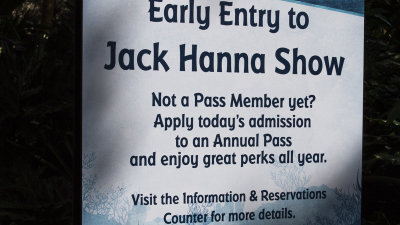 Early Entry to
Jack Hanna Show
Not a Pass Member yet?
Apply today's admission
to an Annual Pass
and enjoy great perks all year.
Visit the Information & Reservations
Counter for more details.